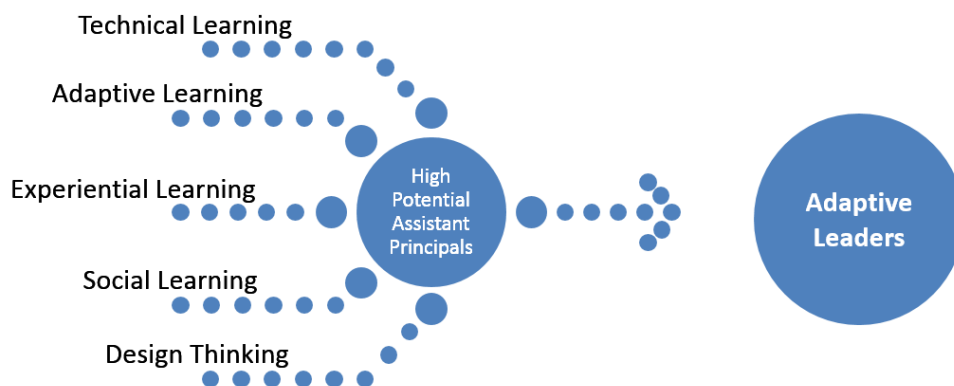 Technical Learning
Adaptive Learning
Experiential Learning
Social Learning
Design Thinking
High
Potential
Assistant
Principals
Adaptive
Leaders